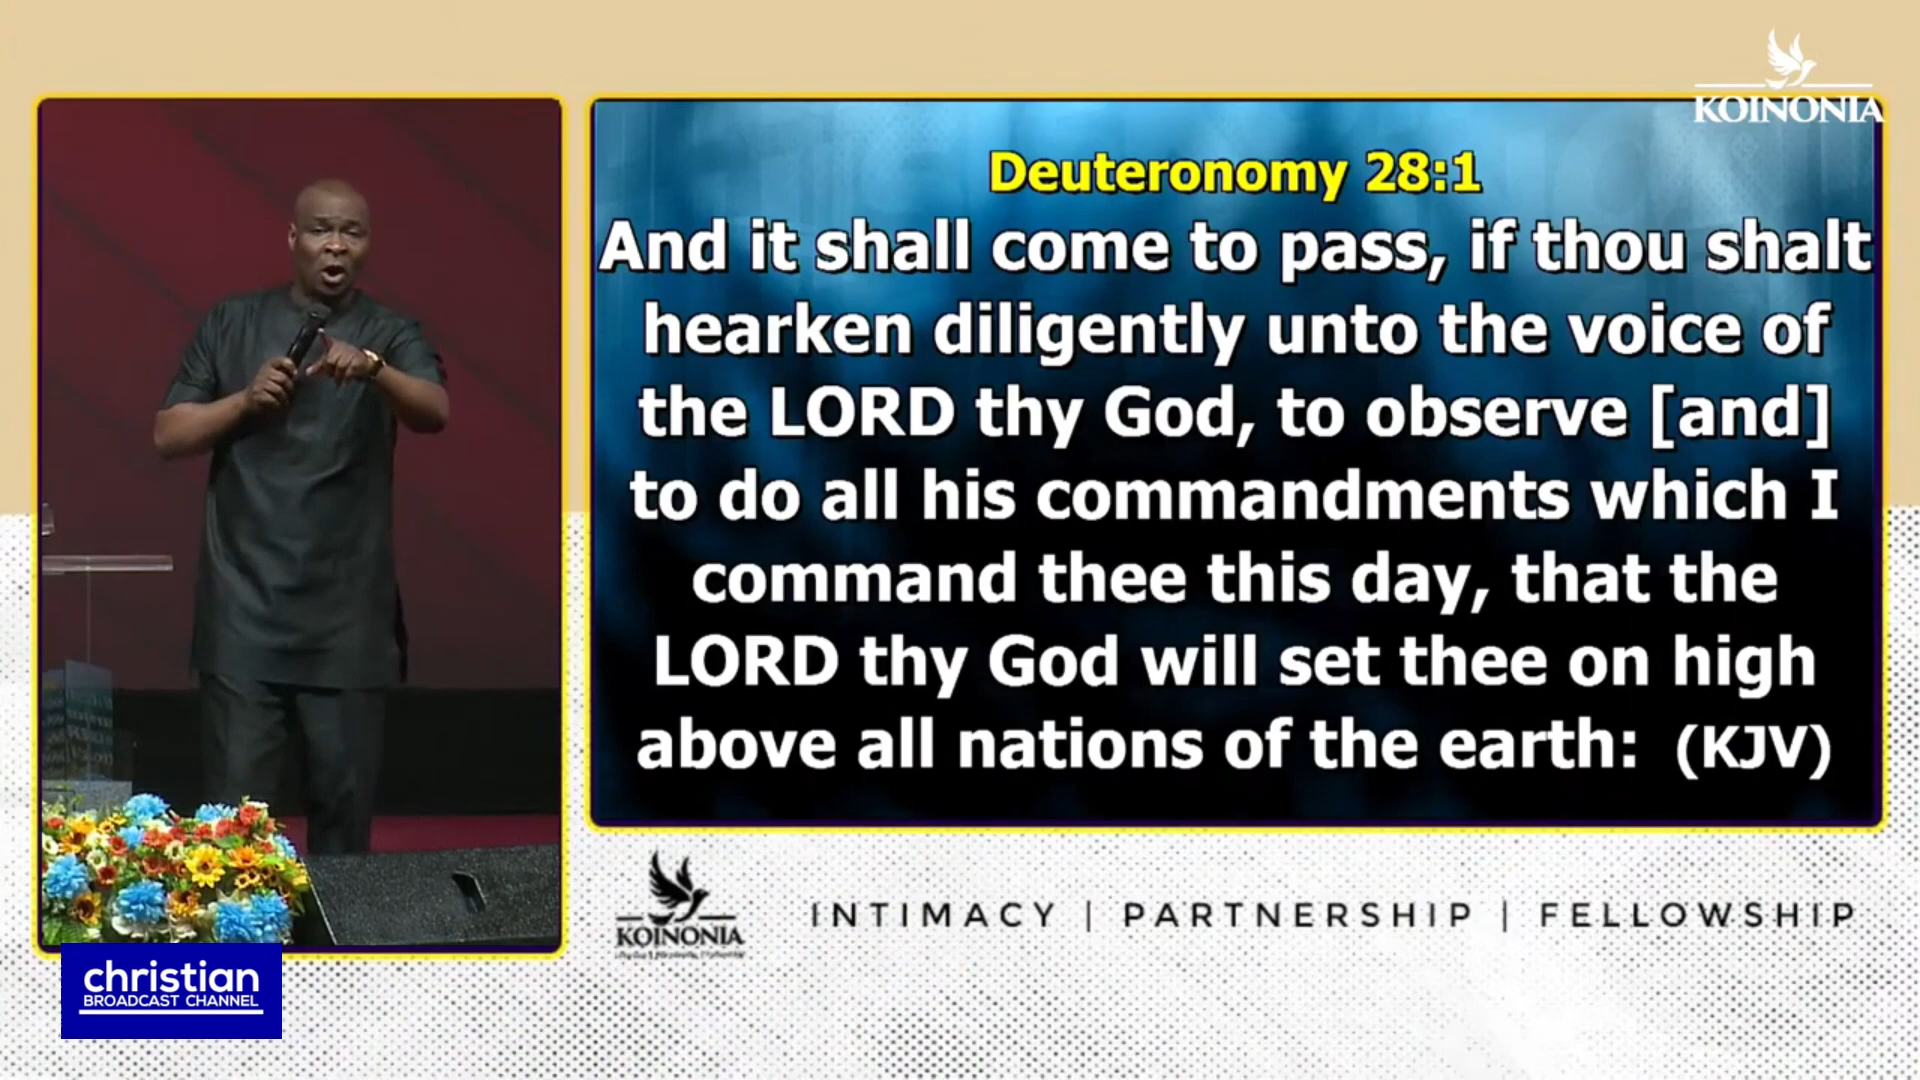 KOINONIA
Deuteronomy 28:1
And it shall come to pass, if thou shalt
hearken diligently unto the voice of
the LORD thy God, to observe [and]
to do all his commandments which I
command thee this day, that the
LORD thy God will set thee on high
above all nations of the earth: (KJV)
KOINONIA
INTIMACY | PARTNERSHIP | FELLOWSHIP
christian
BROADCAST CHANNEL